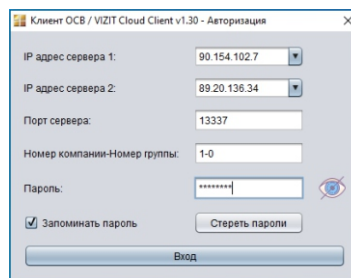 Клиент ОСВ / VIZIT Cloud Client v1.30 - Авторизация
IP адрес сервера 1: 90.154.102.7
IP адрес сервера 2: 89.20.136.34
Порт сервера: 13337
Номер компании-Номер группы: 1-0
Пароль: ********
Запоминать пароль Стереть пароли
Вход